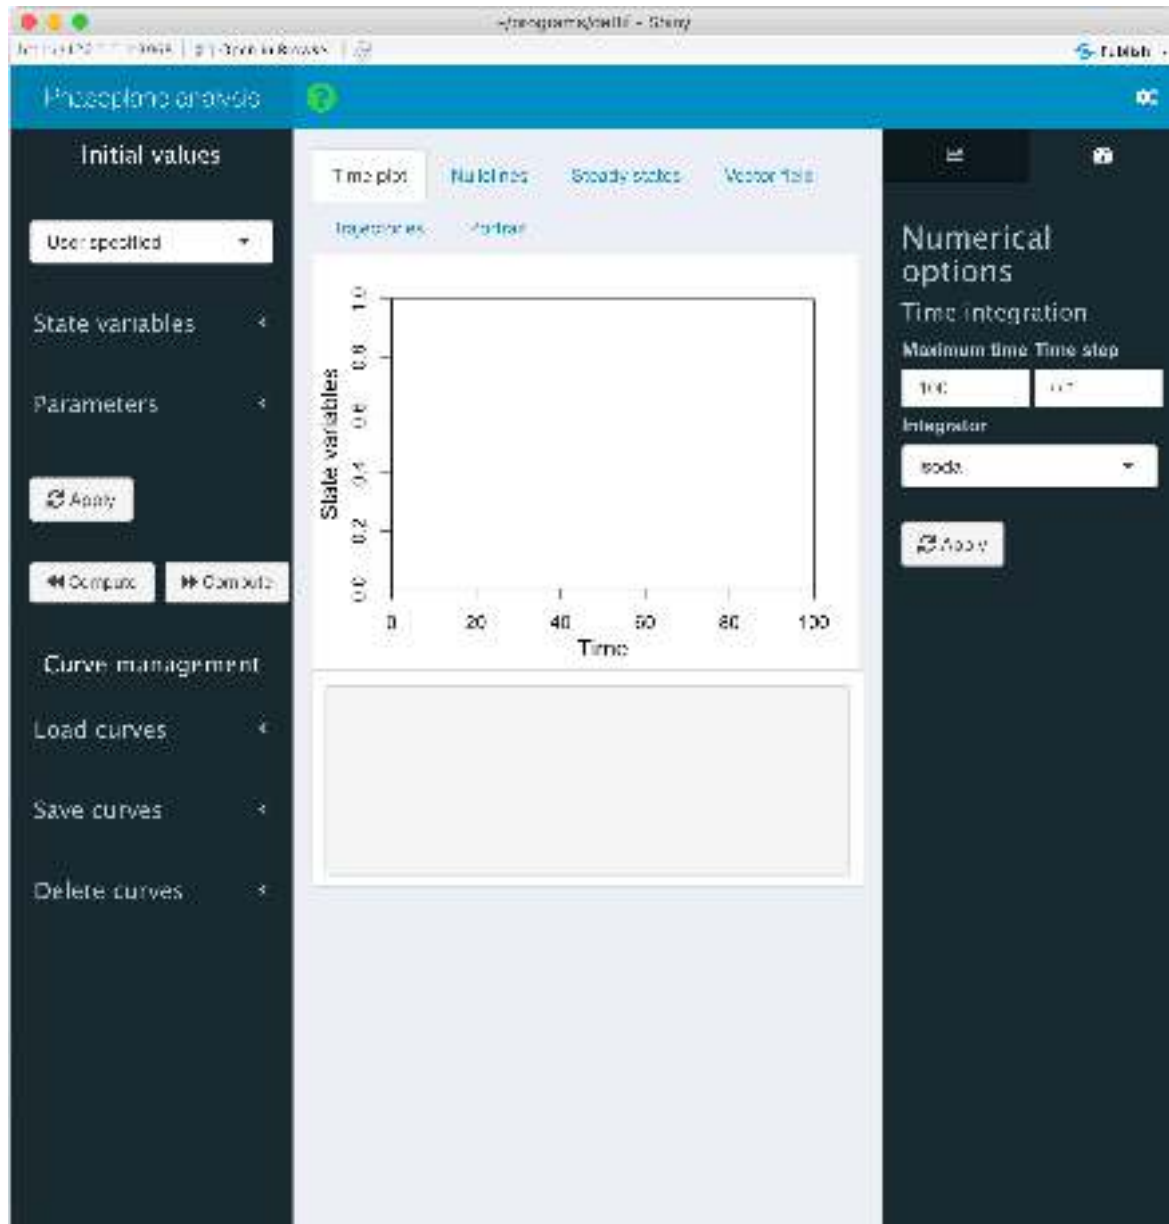 - Shiny
Open in Browse
Publish
Phaseplane analysis
?
Initial values
User specified
State variables
Parameters
Apply
Compute
Compute
Curve management
Load curves
Save curves
Delete curves
Time plot Nullclines Steady states Vector field
Trajectories Portrait
State variables
1.0
0.8
0.6
0.4
0.2
0.0
0 20 40 60 80 100
Time
Numerical
options
Time integration
Maximum time Time step
100
Integrator
lsoda
Apply